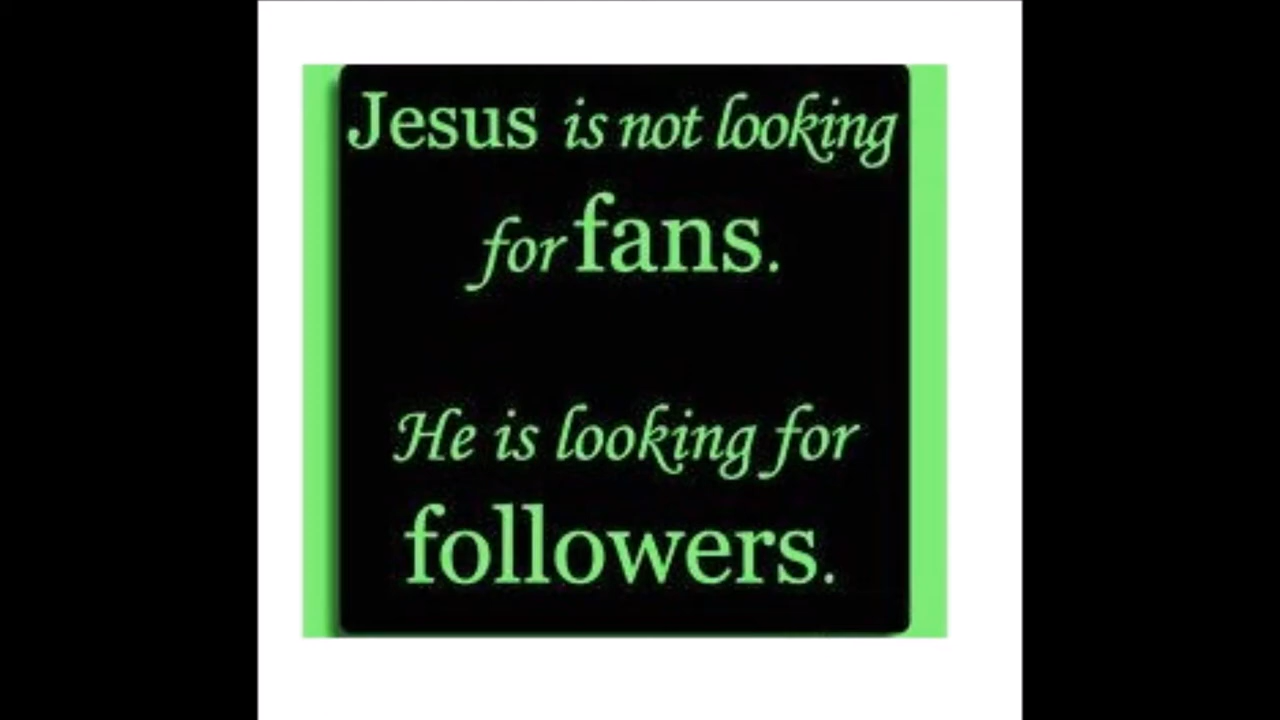 Jesus is not looking
for fans.
He is looking for
followers.